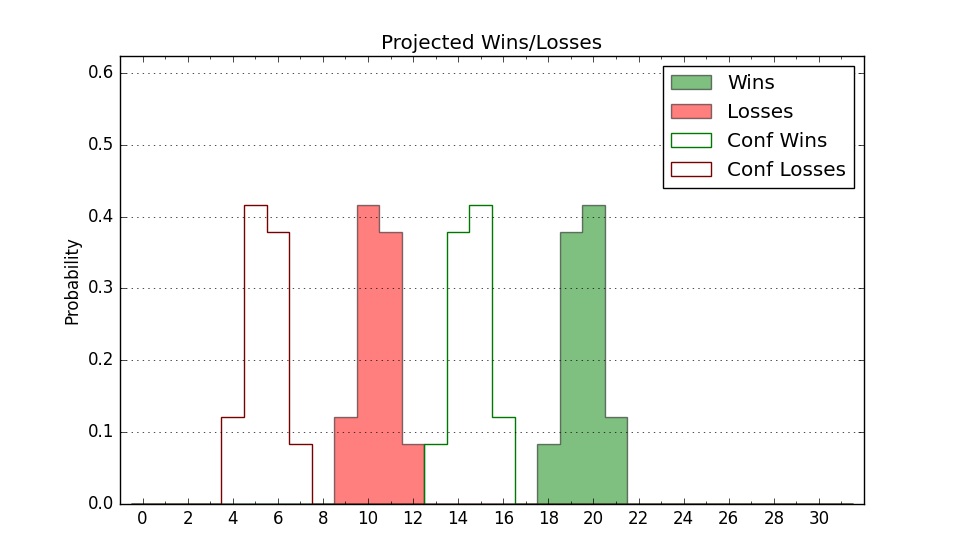 Projected Wins/Losses
Probability
0.6
0.5
0.4
0.3
0.2
0.1
0.0
Wins
Losses
Conf Wins
Conf Losses
0 2 4 6 8 10 12 14 16 18 20 22 24 26 28 30